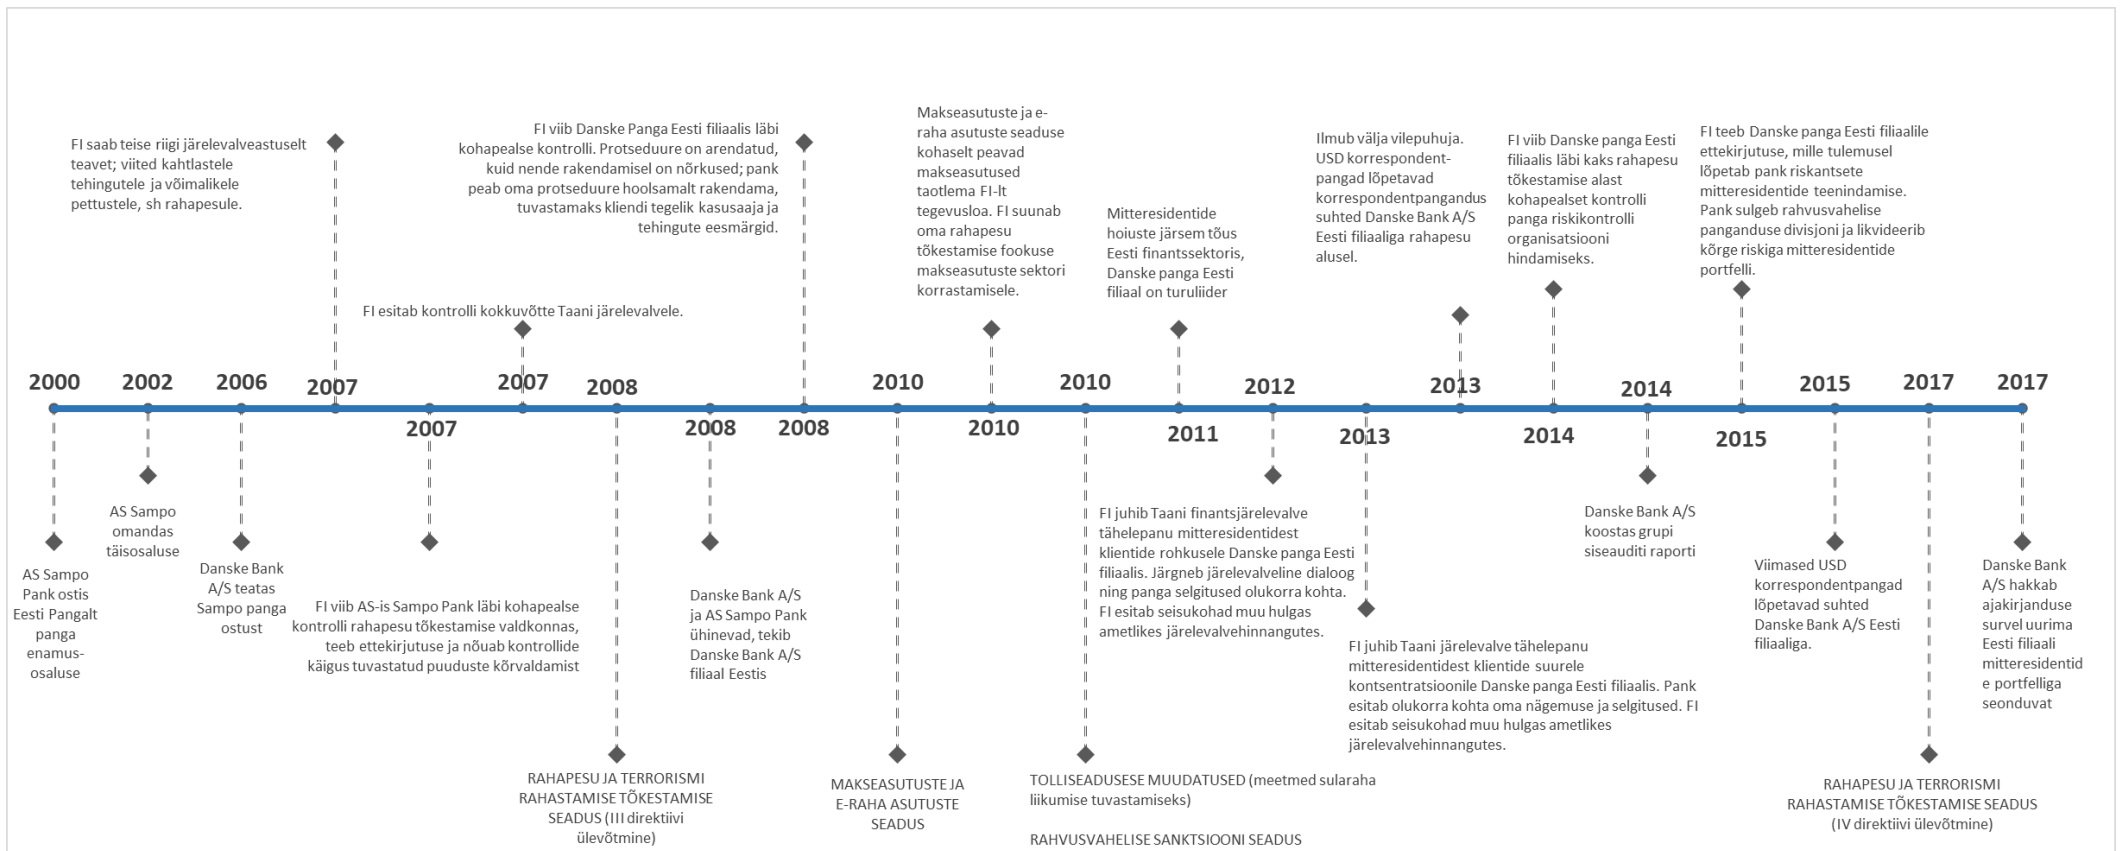 FI saab teise riigi järelevalveastuselt
teavet; viited kahtlastele
tehingutele ja võimalikele
pettustele, sh rahapesule.
FI esitab kontrolli kokkuvõtte Taani järelevalvele.
FI viib Danske Panga Eesti filiaalis läbi
kohapealse kontrolli. Protseduure on arendatud,
kuid nende rakendamisel on nõrkused; pank
peab oma protseduure hoolsamalt rakendama,
tuvastamaks kliendi tegelik kasusaaja ja
tehingute eesmärgid.
Makseasutuste ja e-
raha asutuste seaduse
kohaselt peavad
makseasutused
taotlema FI-lt
tegevusloa. FI suunab
oma rahapesu
tõkestamise fookuse
makseasutuste sektori
korrastamisele.
Mitteresidentide
hoiuste järsem tõus
Eesti finantssektoris,
Danske panga Eesti
filiaal on turuliider
Ilmub välja vilepuhuja.
USD korrespondent-
pangad lõpetavad
korrespondentpangandus
suhted Danske Bank A/S
Eesti filiaaliga rahapesu
alusel.
FI viib Danske panga Eesti
filiaalis läbi kaks rahapesu
tõkestamise alast
kohapealset kontrolli
panga riskikontrolli
organisatsiooni
hindamiseks.
FI teeb Danske panga Eesti filiaalile
ettekirjutuse, mille tulemusel
lõpetab pank riskantsete
mitteresidentide teenindamise.
Pank sulgeb rahvusvahelise
panganduse divisjoni ja likvideerib
kõrge riskiga mitteresidentide
portfelli.
2000
2002
2006
2007
2007
2007
2008
2008
2008
2010
2010
2010
2011
2012
2013
2013
2014
2014
2015
2015
2017
2017
AS Sampo
Pank ostis
Eesti Pangalt
panga
enamus-
osaluse
AS Sampo
omandas
täisosaluse
Danske Bank
A/S teatas
Sampo panga
ostust
FI viib AS-is Sampo Pank läbi kohapealse
kontrolli rahapesu tõkestamise valdkonnas,
teeb ettekirjutuse ja nõuab kontrollide
käigus tuvastatud puuduste kõrvaldamist
RAHAPESU JA TERRORISMI
RAHASTAMISE TÕKESTAMISE
SEADUS (III direktiivi
ülevõtmine)
Danske Bank A/S
ja AS Sampo Pank
ühinevad, tekib
Danske Bank A/S
filiaal Eestis
MAKSEASUTUSTE JA
E-RAHA ASUTUSTE
SEADUS
TOLLISEADUSESE MUUDATUSED (meetmed sularaha
liikumise tuvastamiseks)
RAHVUSVAHELISE SANKTSIOONI SEADUS
FI juhib Taani finantsjärelevalve
tähelepanu mitteresidentidest
klientide rohkusele Danske panga Eesti
filiaalis. Järgneb järelevalveline dialoog
ning panga selgitused olukorra kohta.
FI esitab seisukohad muu hulgas
ametlikes järelevalvehinnangutes.
FI juhib Taani järelevalve tähelepanu
mitteresidentidest klientide suurele
kontsentratsioonile Danske panga Eesti filiaalis. Pank
esitab olukorra kohta oma nägemuse ja selgitused. FI
esitab seisukohad muu hulgas ametlikes
järelevalvehinnangutes.
Danske Bank A/S
koostas grupi
siseauditi raporti
Viimased USD
korrespondentpangad
lõpetavad suhted
Danske Bank A/S Eesti
filiaaliga.
RAHAPESU JA TERRORISMI
RAHASTAMISE TÕKESTAMISE SEADUS
(IV direktiivi ülevõtmine)
Danske Bank
A/S hakkab
ajakirjanduse
survel uurima
Eesti filiaali
mitteresidentid
e portfelliga
seonduvat